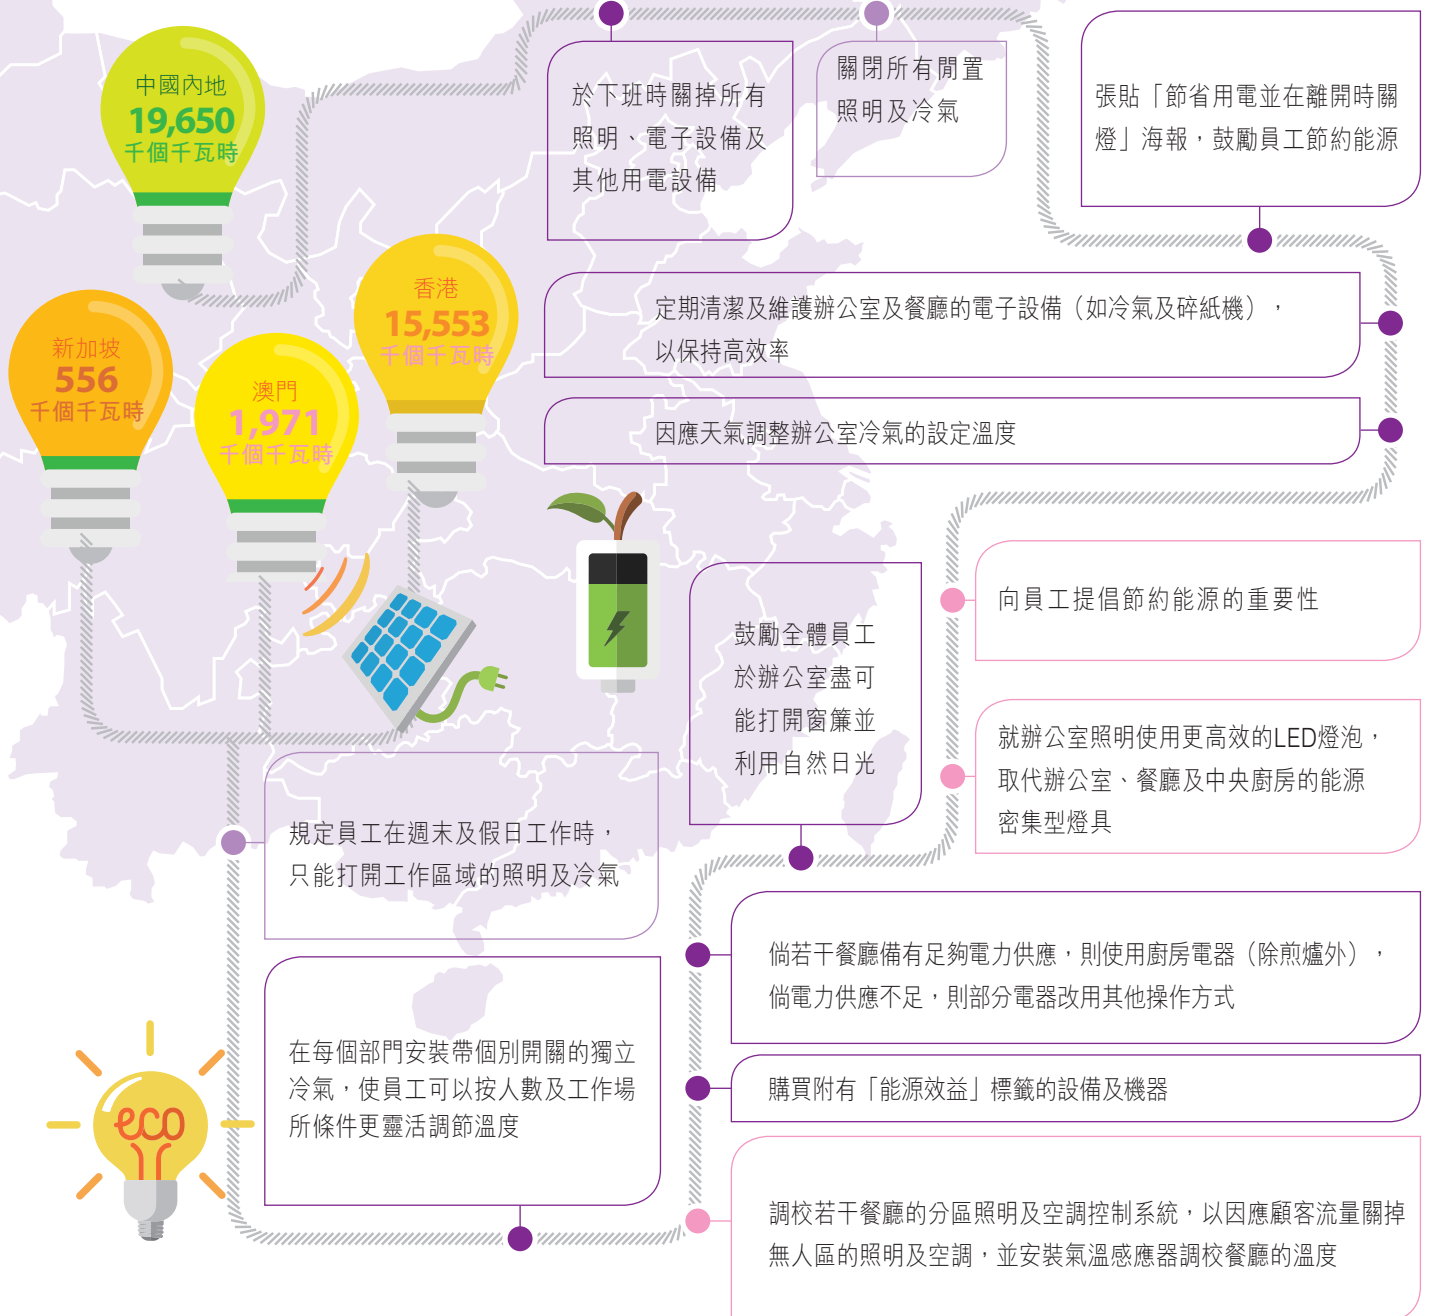 中國內地
19,650
千個千瓦時
香港
15,553
千個千瓦時
新加坡
556
千個千瓦時
澳門
1,971
千個千瓦時
於下班時關掉所有
照明、電子設備及
其他用電設備
關閉所有閒置
照明及冷氣
張貼「節省用電並在離開時關
燈」海報，鼓勵員工節約能源
定期清潔及維護辦公室及餐廳的電子設備（如冷氣及碎紙機），
以保持高效率
因應天氣調整辦公室冷氣的設定溫度
向員工提倡節約能源的重要性
就辦公室照明使用更高效的LED燈泡，
取代辦公室、餐廳及中央廚房的能源
密集型燈具
鼓勵全體員工
於辦公室盡可
能打開窗簾並
利用自然日光
倘若干餐廳備有足夠電力供應，則使用廚房電器（除煎爐外），
倘電力供應不足，則部分電器改用其他操作方式
購買附有「能源效益」標籤的設備及機器
調校若干餐廳的分區照明及空調控制系統，以因應顧客流量關掉
無人區的照明及空調，並安裝氣溫感應器調校餐廳的溫度
規定員工在週末及假日工作時，
只能打開工作區域的照明及冷氣
在每個部門安裝帶個別開關的獨立
冷氣，使員工可以按人數及工作場
所條件更靈活調節溫度
eco